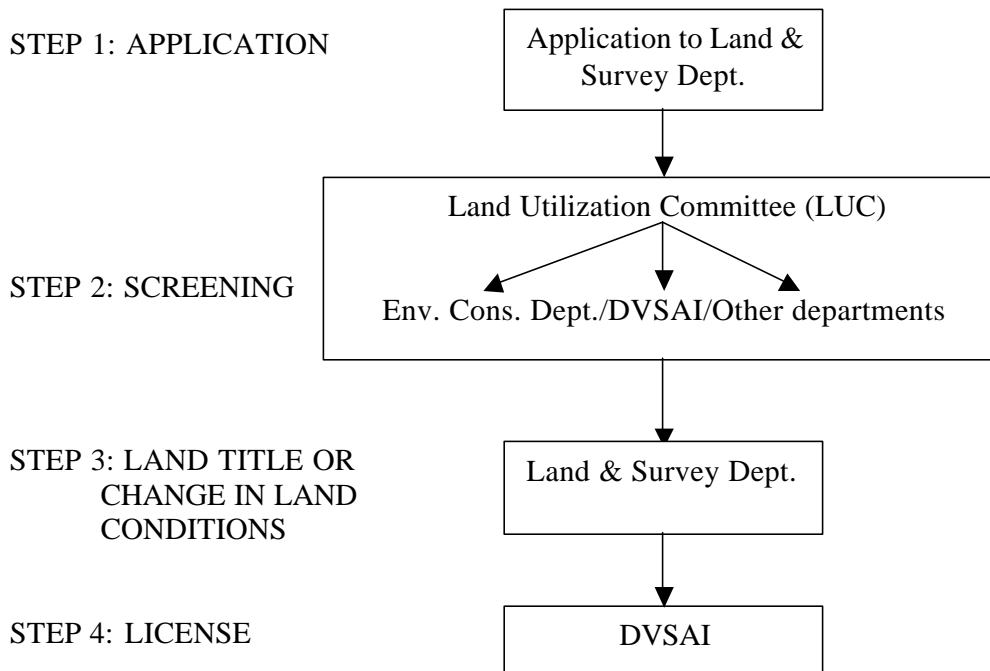 STEP 1: APPLICATION
Application to Land &
Survey Dept.
Land Utilization Committee (LUC)
STEP 2: SCREENING
Env. Cons. Dept./DVSAI/Other departments
STEP 3: LAND TITLE OR
CHANGE IN LAND
CONDITIONS
Land & Survey Dept.
STEP 4: LICENSE
DVSAI